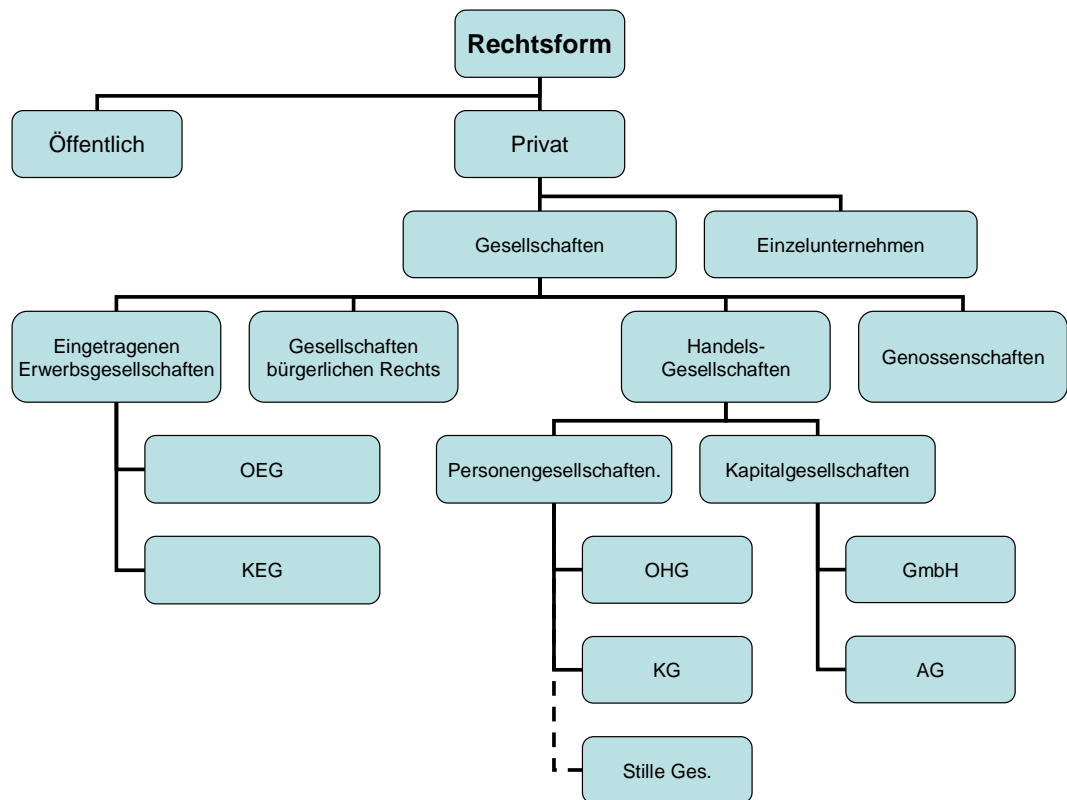 Rechtsform
Öffentlich
Privat
Gesellschaften
Einzelunternehmen
Eingetragenen
Erwerbsgesellschaften
Gesellschaften
bürgerlichen Rechts
Handels-
Gesellschaften
Genossenschaften
OEG
Personengesellschaften.
Kapitalgesellschaften
KEG
OHG
GmbH
KG
AG
Stille Ges.